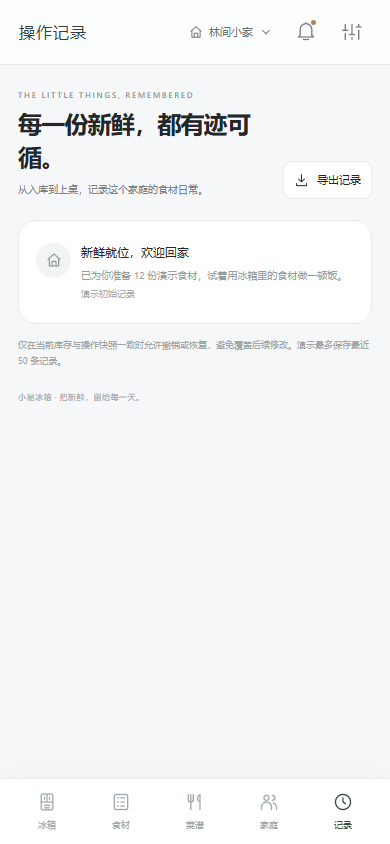 操作记录
林间小家
THE LITTLE THINGS, REMEMBERED
每一份新鲜，都有迹可
循。
从入库到上桌，记录这个家庭的食材日常。
导出记录
新鲜就位，欢迎回家
已为你准备 12 份演示食材，试着用冰箱里的食材做一顿饭。
演示初始记录
仅在当前库存与操作快照一致时允许撤销或恢复，避免覆盖后续修改。演示最多保存最近
50 条记录。
小易冰箱 · 把新鲜，留给每一天。
冰箱
食材
菜谱
家庭
记录